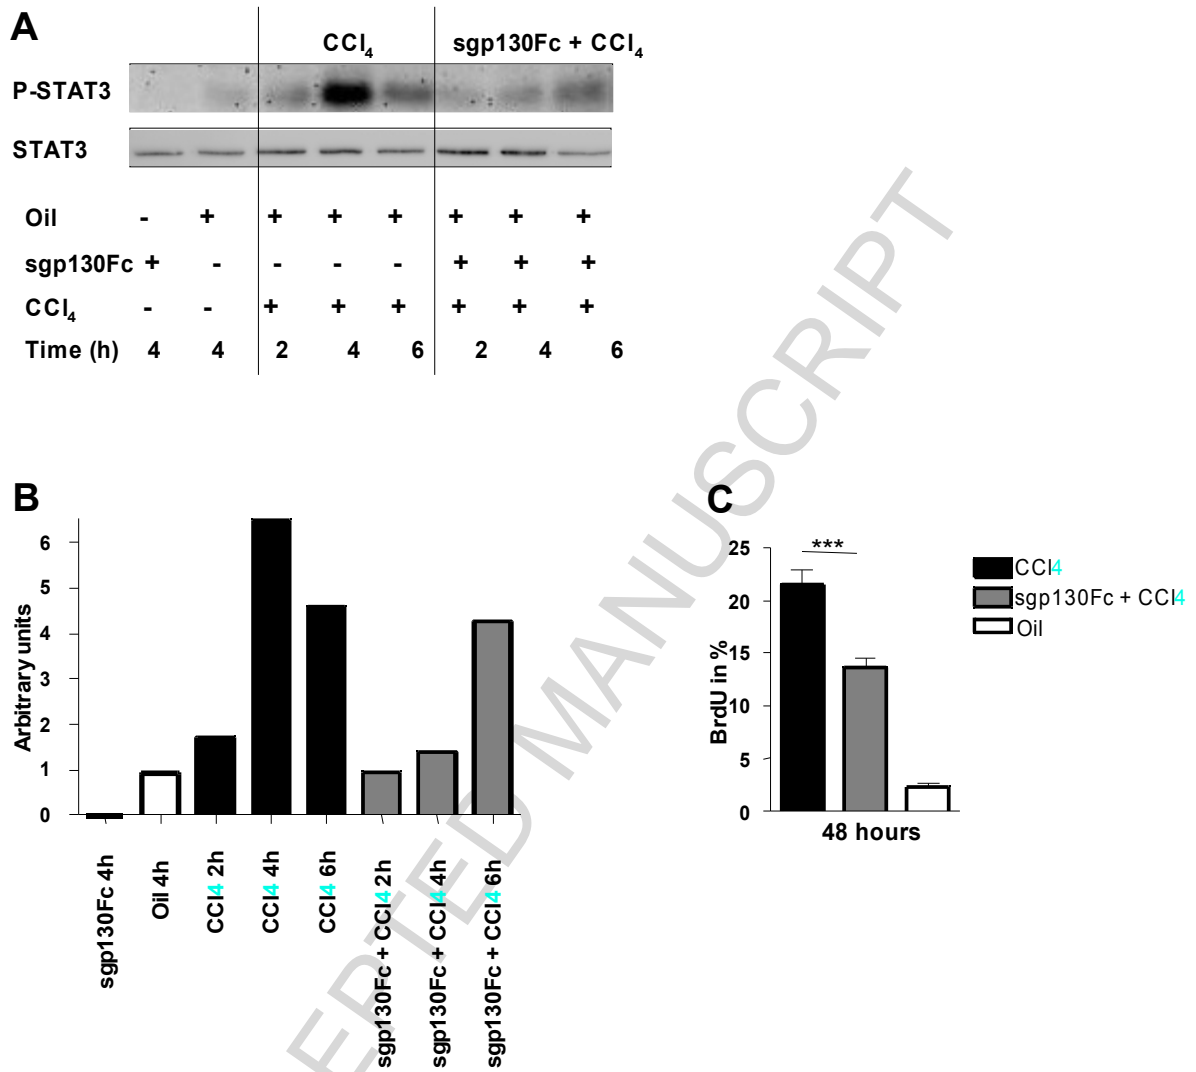 A
CCl4
sgp130Fc + CCl4
P-STAT3
STAT3
Oil - + + + + + + +
sgp130Fc + - - - - + + +
CCl4 - - + + + + + +
Time (h) 4 4 2 4 6 2 4 6
B
Arbitrary units
6
5
4
3
2
1
0
sgp130Fc 4h
Oil 4h
CCl4 2h
CCl4 4h
CCl4 6h
sgp130Fc + CCl4 2h
sgp130Fc + CCl4 4h
sgp130Fc + CCl4 6h
C
BrdU in %
25
20
15
10
5
0
***
48 hours
CCl4
sgp130Fc + CCl4
Oil
ERTED MANUSCRIPT